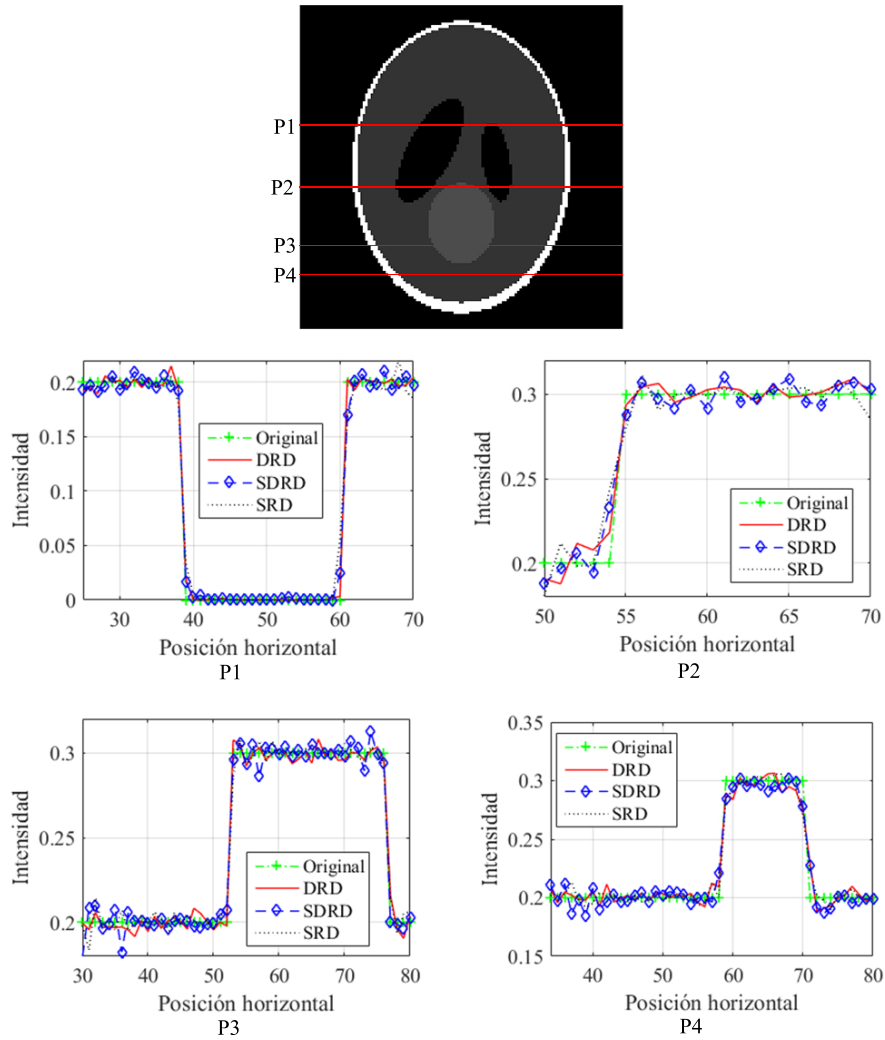 P1
P2
P3
P4
0.2
0.15
0.1
0.05
0
Intensidad
Original
DRD
SDRD
SRD
30 40 50 60 70
Posición horizontal
P1
0.3
0.25
0.2
Intensidad
Original
DRD
SDRD
SRD
50 55 60 65 70
Posición horizontal
P2
0.3
0.25
0.2
Intensidad
Original
DRD
SDRD
SRD
30 40 50 60 70 80
Posición horizontal
P3
0.35
0.3
0.25
0.2
0.15
Intensidad
Original
DRD
SDRD
SRD
40 50 60 70 80
Posición horizontal
P4